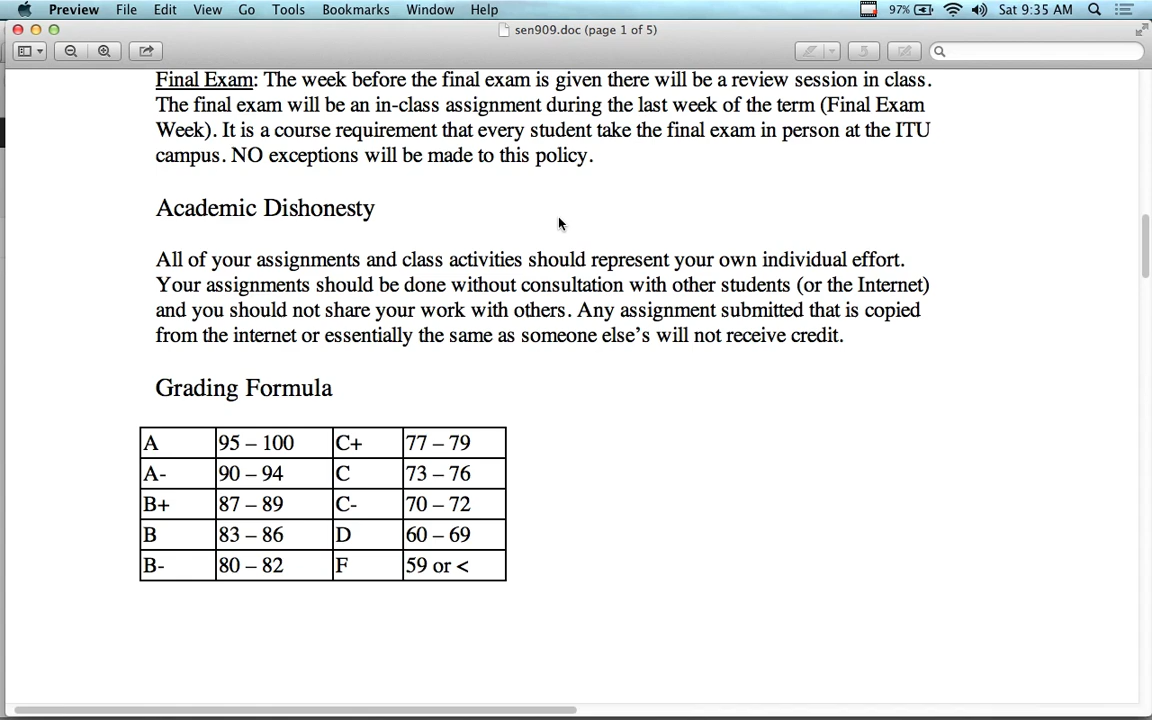 Preview File Edit View Go Tools Bookmarks Window Help 97% Sat 9:35 AM
sen909.doc (page 1 of 5)
Final Exam: The week before the final exam is given there will be a review session in class.
The final exam will be an in-class assignment during the last week of the term (Final Exam
Week). It is a course requirement that every student take the final exam in person at the ITU
campus. NO exceptions will be made to this policy.
Academic Dishonesty
All of your assignments and class activities should represent your own individual effort.
Your assignments should be done without consultation with other students (or the Internet)
and you should not share your work with others. Any assignment submitted that is copied
from the internet or essentially the same as someone else’s will not receive credit.
Grading Formula
A 95 – 100 C+ 77 – 79
A- 90 – 94 C 73 – 76
B+ 87 – 89 C- 70 – 72
B 83 – 86 D 60 – 69
B- 80 – 82 F 59 or <